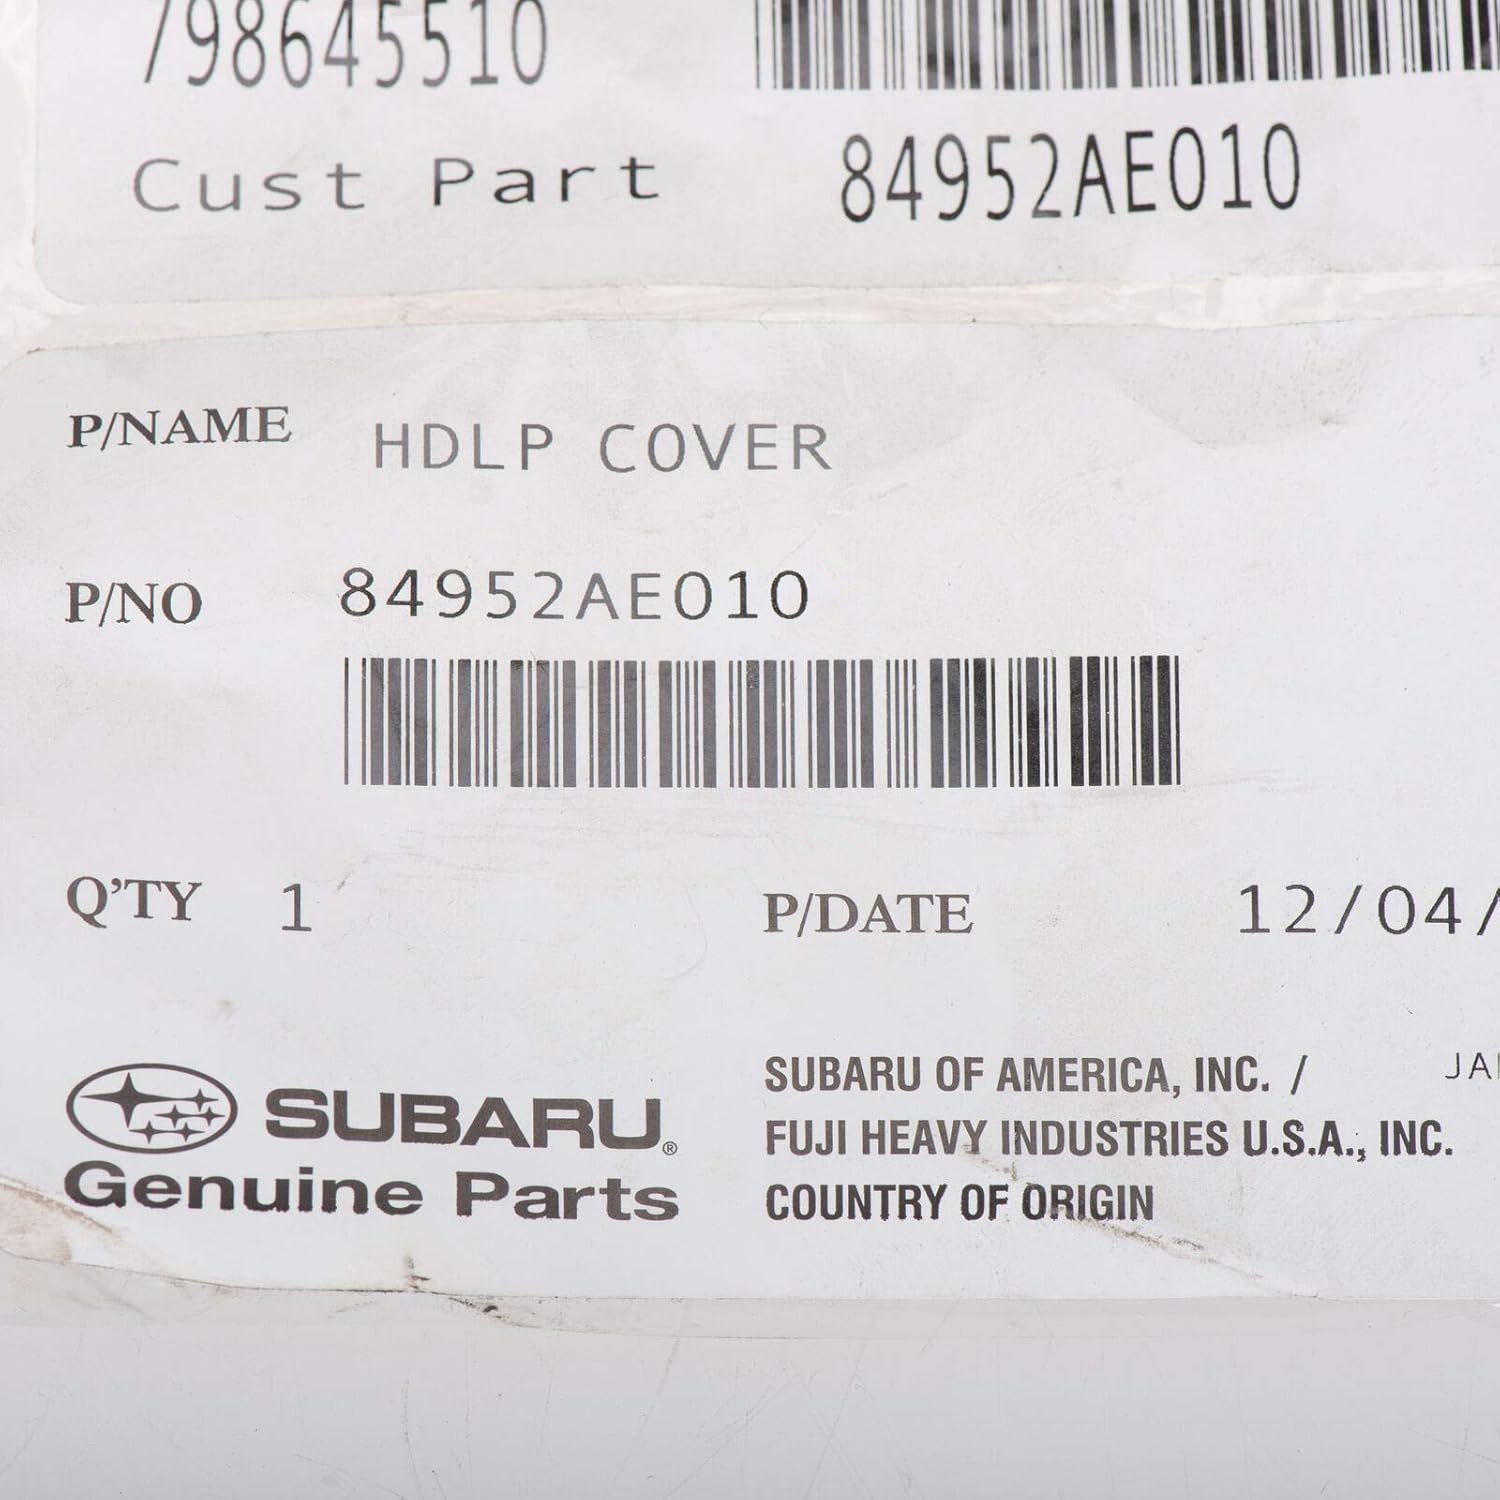 798645510
Cust Part 84952AE010
P/NAME HDLP COVER
P/NO 84952AE010
Q'TY 1 P/DATE 12/04/
SUBARU OF AMERICA, INC. /
FUJI HEAVY INDUSTRIES U.S.A., INC.
COUNTRY OF ORIGIN
SUBARU®
Genuine Parts